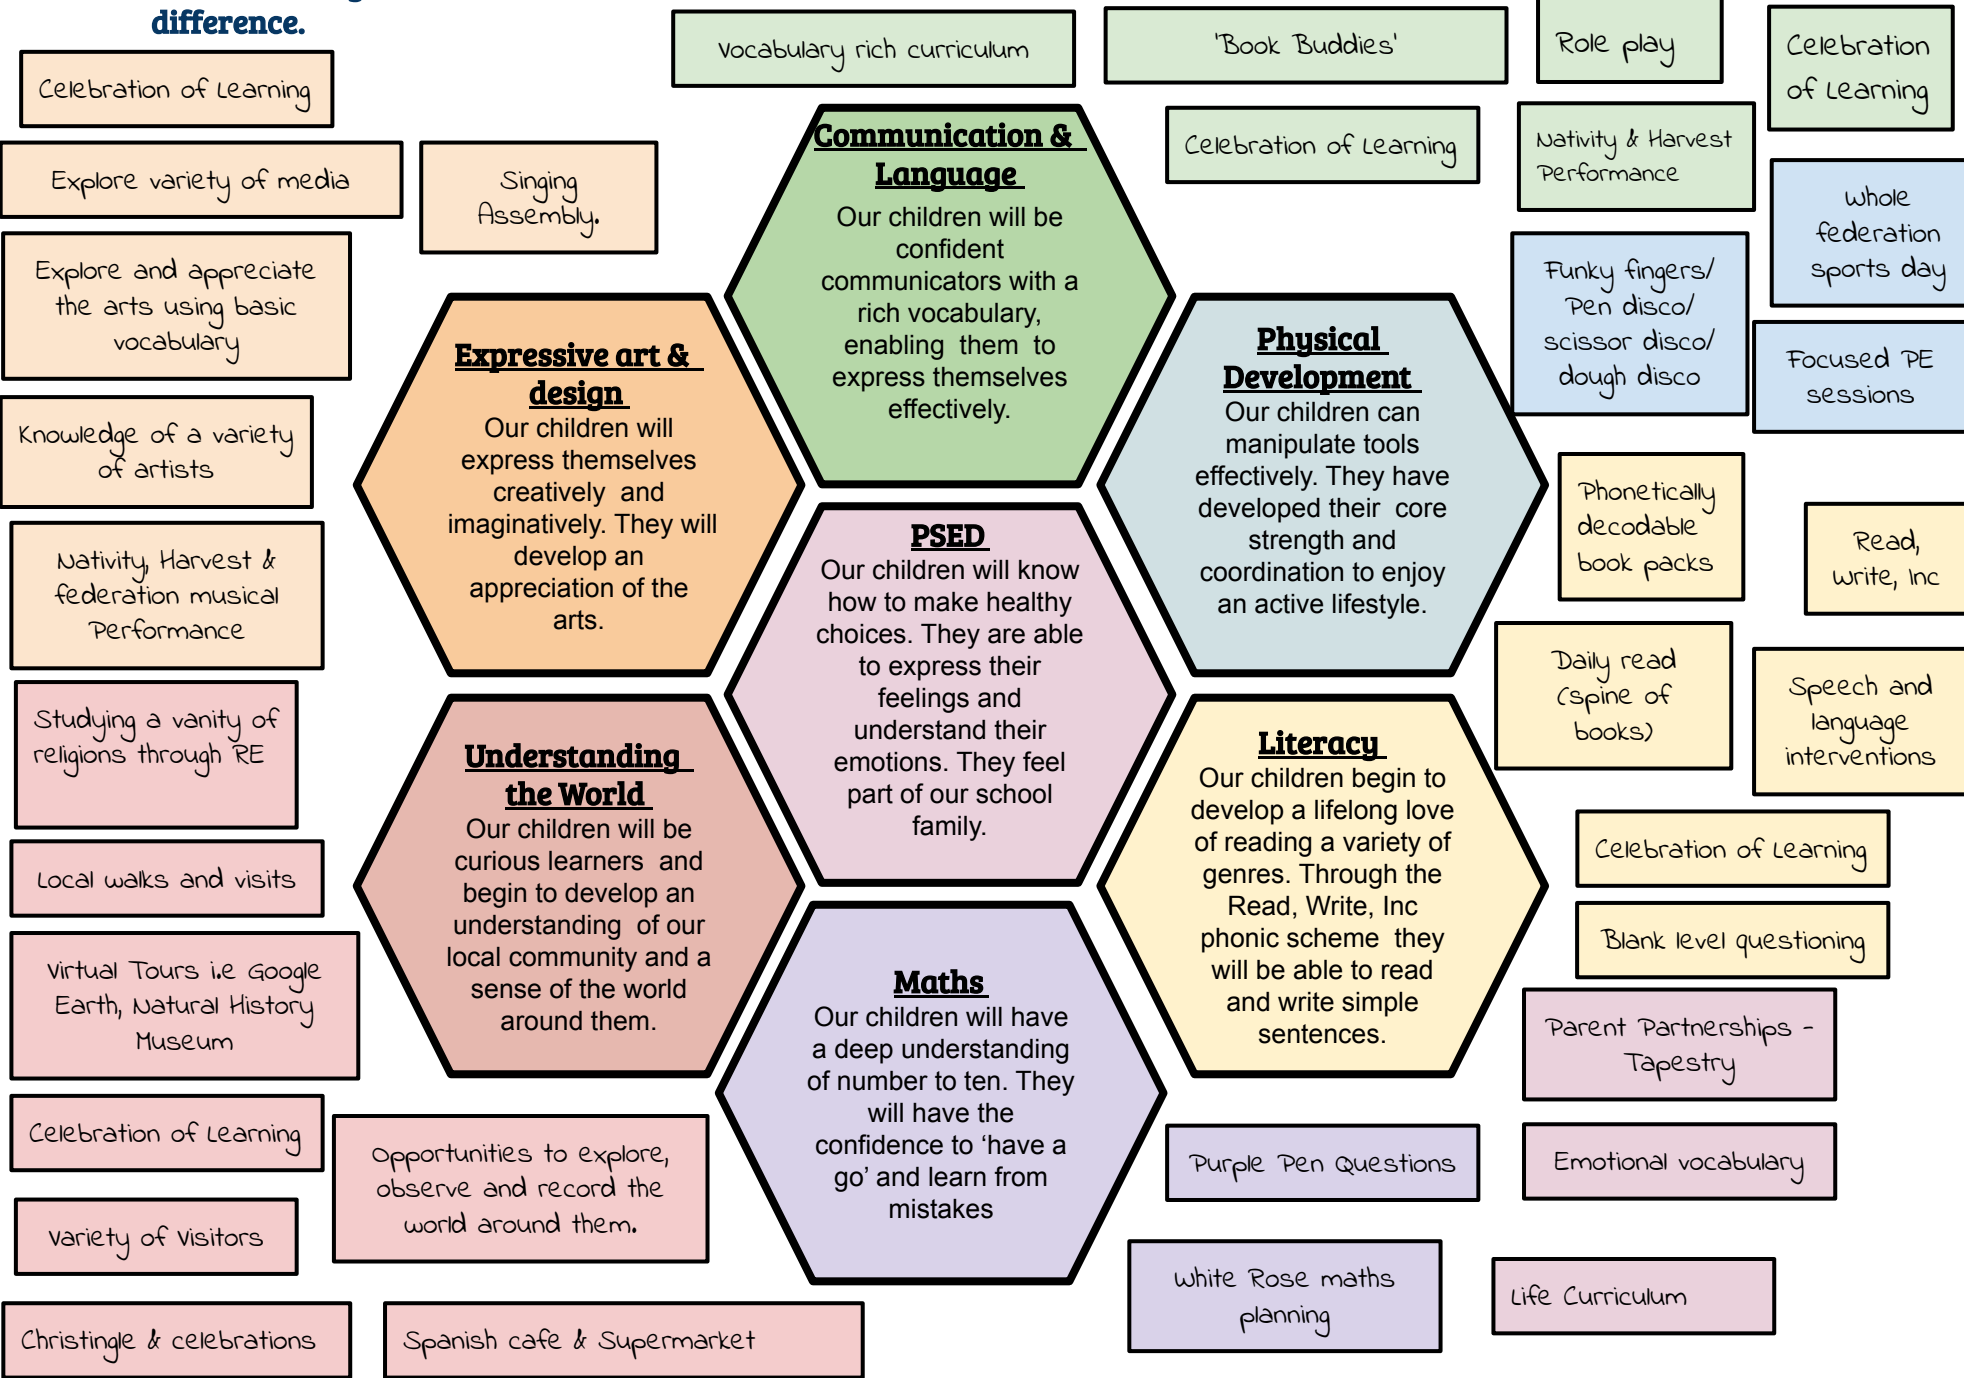 difference.
Celebration of Learning
Explore variety of media
Singing
Assembly.
Explore and appreciate
the arts using basic
vocabulary
Knowledge of a variety
of artists
Nativity, Harvest &
federation musical
Performance
Studying a vanity of
religions through RE
Local walks and visits
Virtual Tours i.e Google
Earth, Natural History
Museum
Celebration of Learning
Variety of Visitors
Opportunities to explore,
observe and record the
world around them.
Christingle & celebrations
Spanish cafe & Supermarket
Expressive art &
design
Our children will
express themselves
creatively and
imaginatively. They will
develop an
appreciation of the
arts.
Understanding
the World
Our children will be
curious learners and
begin to develop an
understanding of our
local community and a
sense of the world
around them.
Vocabulary rich curriculum
Communication &
Language
Our children will be
confident
communicators with a
rich vocabulary,
enabling them to
express themselves
effectively.
PSED
Our children will know
how to make healthy
choices. They are able
to express their
feelings and
understand their
emotions. They feel
part of our school
family.
Maths
Our children will have
a deep understanding
of number to ten. They
will have the
confidence to ‘have a
go’ and learn from
mistakes
'Book Buddies'
Role play
Celebration
of Learning
Celebration of Learning
Nativity & Harvest
Performance
Whole
federation
sports day
Funky fingers/
Pen disco/
scissor disco/
dough disco
Focused PE
sessions
Physical
Development
Our children can
manipulate tools
effectively. They have
developed their core
strength and
coordination to enjoy
an active lifestyle.
Literacy
Our children begin to
develop a lifelong love
of reading a variety of
genres. Through the
Read, Write, Inc
phonic scheme they
will be able to read
and write simple
sentences.
Phonetically
decodable
book packs
Read,
Write, Inc
Daily read
(spine of
books)
Speech and
language
interventions
Celebration of Learning
Blank level questioning
Parent Partnerships -
Tapestry
Purple Pen Questions
Emotional vocabulary
White Rose maths
planning
Life Curriculum